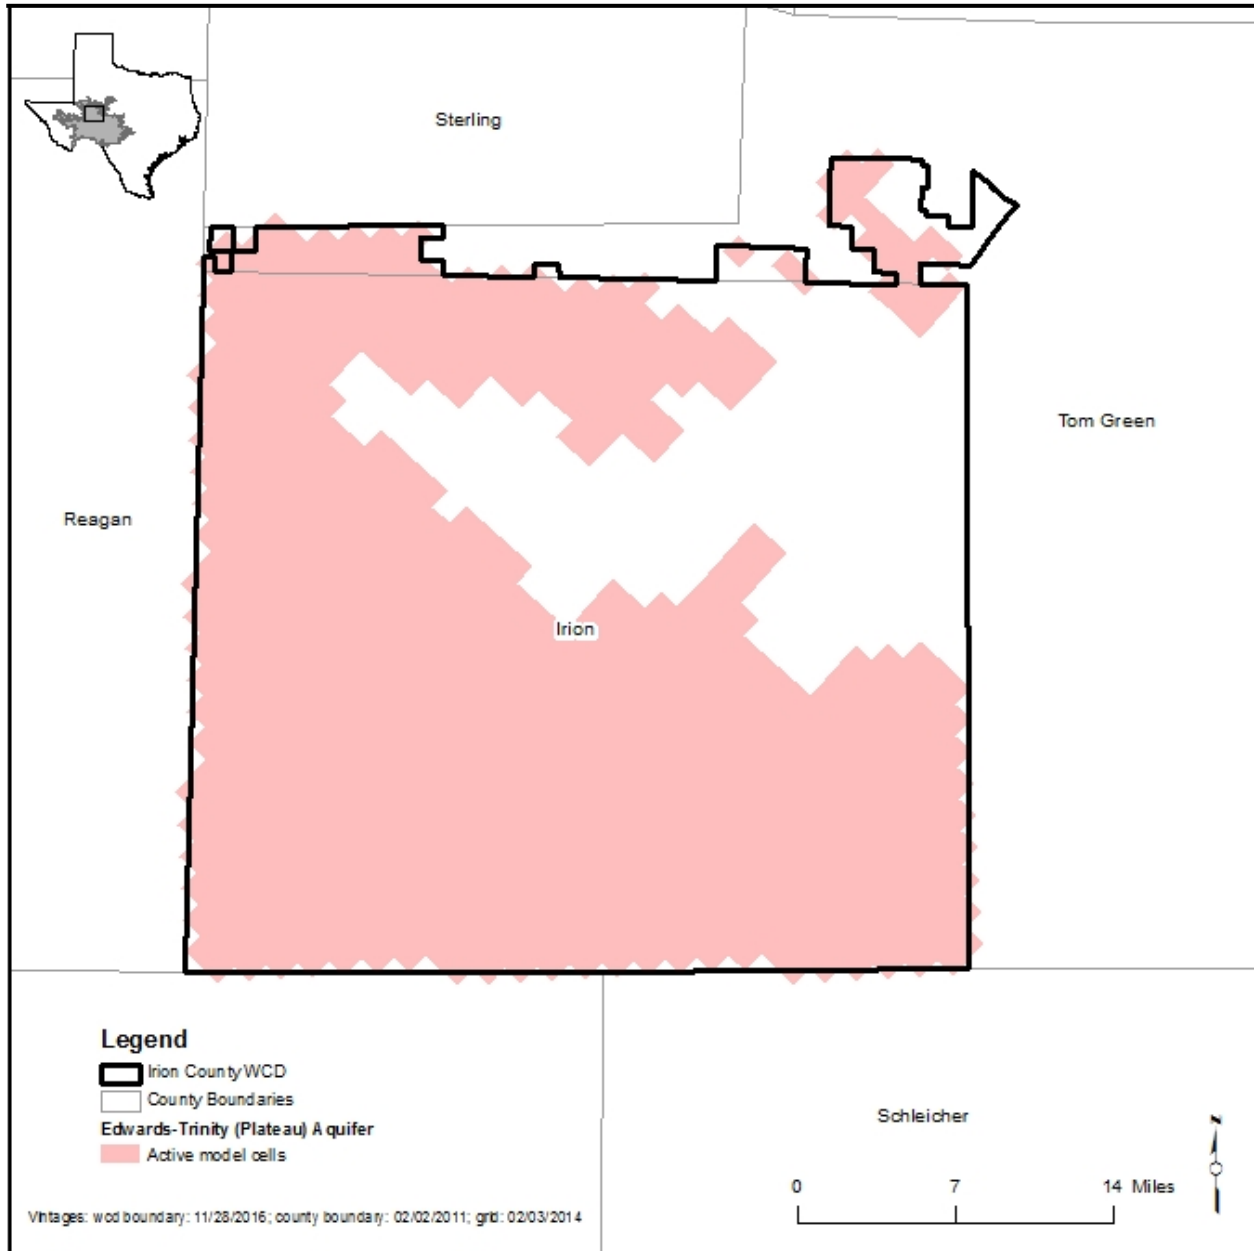 Sterling
Tom Green
Reagan
Irion
Legend
Irion County WCD
County Boundaries
Edwards-Trinity (Plateau) Aquifer
Active model cells
Schleicher
N
0 7 14 Miles
Vintages: wcd boundary: 11/28/2016; county boundary: 02/02/2011; grid: 02/03/2014